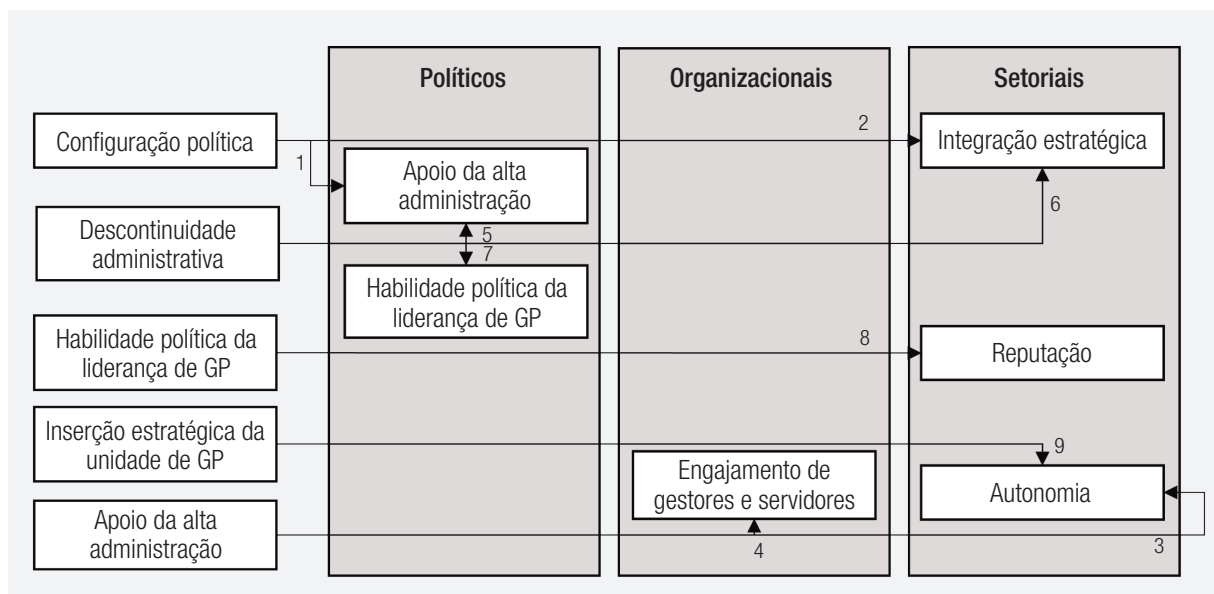 Políticos
Organizacionais
Setoriais
Configuração política
1
2
Integração estratégica
Apoio da alta
administração
Descontinuidade
administrativa
5
7
6
Habilidade política da
liderança de GP
Habilidade política da
liderança de GP
8
Reputação
Inserção estratégica da
unidade de GP
9
Engajamento de
gestores e servidores
Autonomia
Apoio da alta
administração
4
3